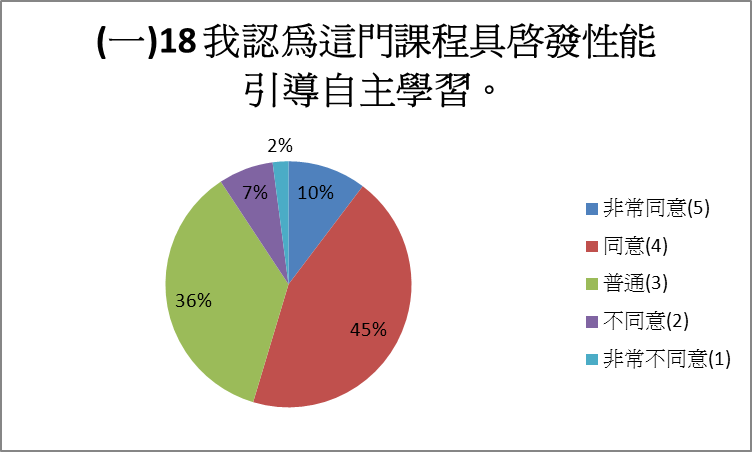 (一)18 我認為這門課程具啓發性能
引導自主學習。
2%
10%
7%
36%
45%
非常同意(5)
同意(4)
普通(3)
不同意(2)
非常不同意(1)